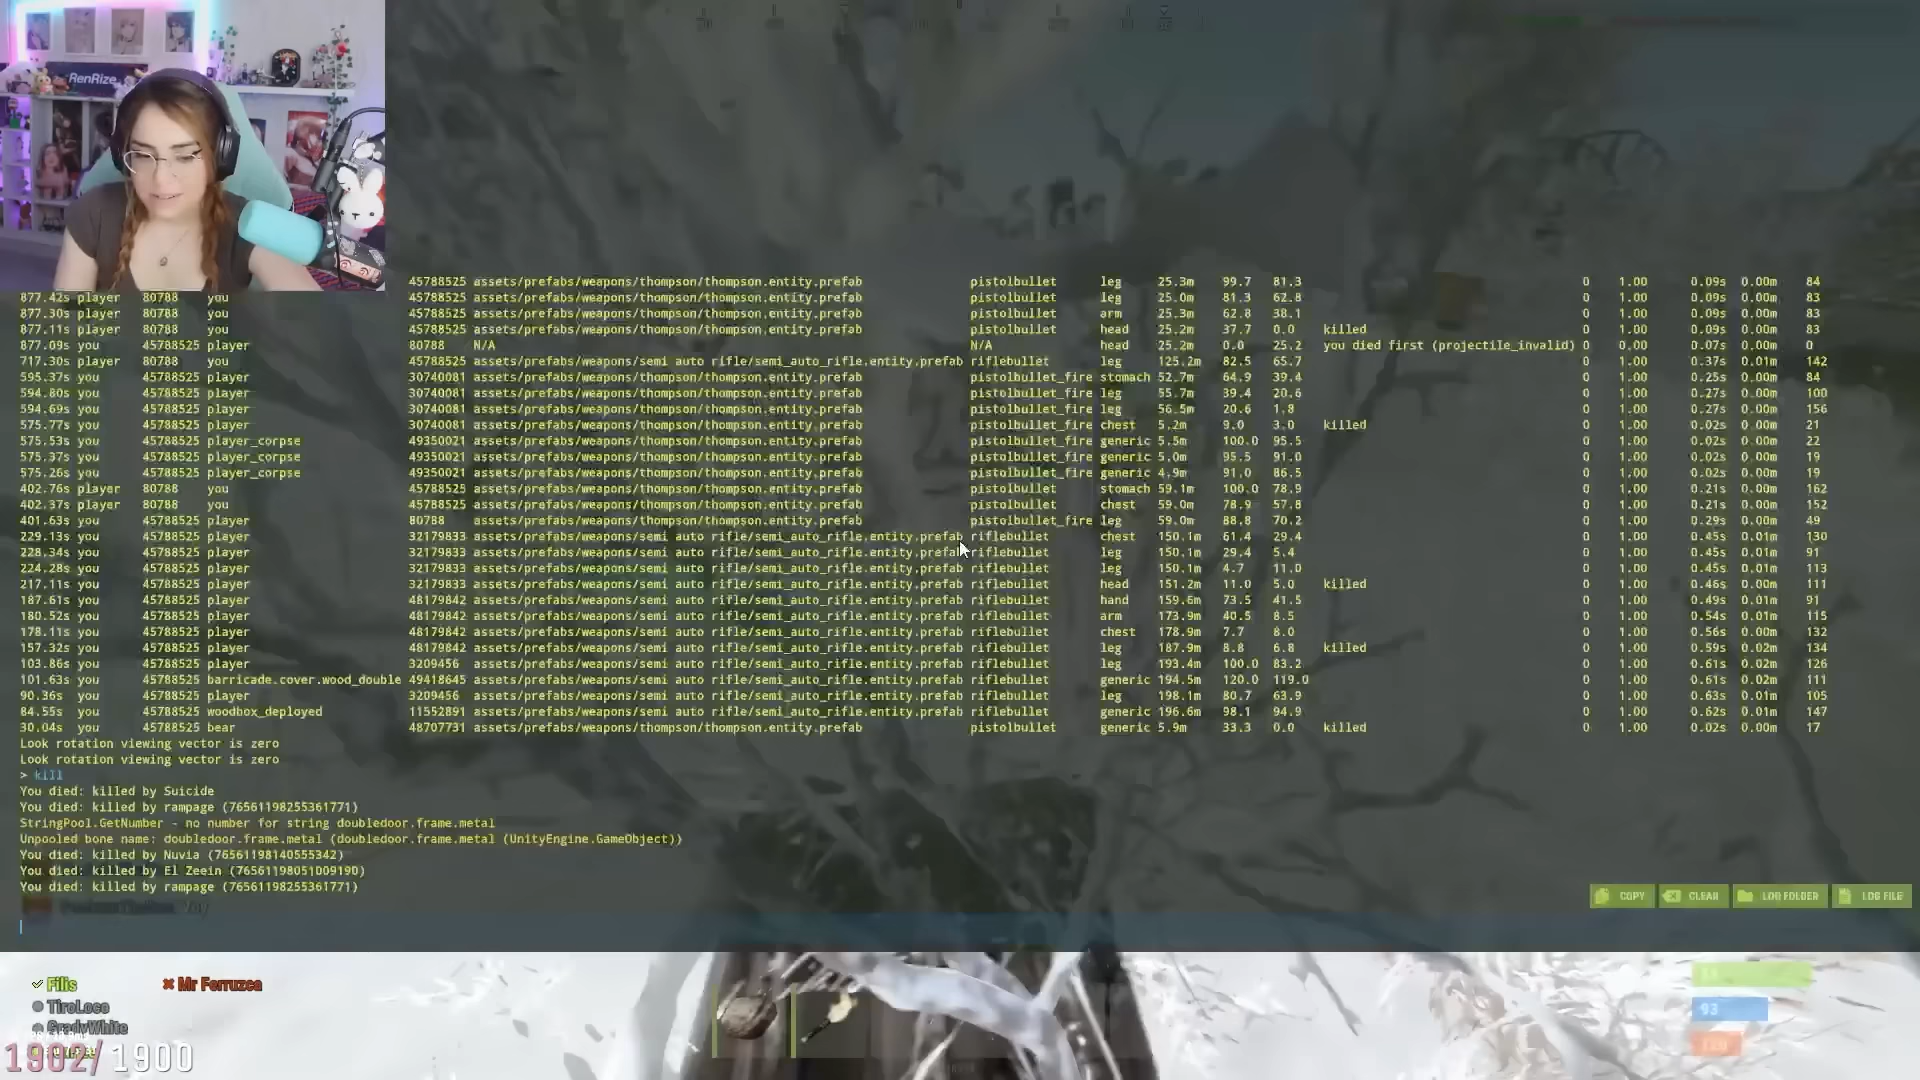 RenRize
45788525 assets/prefabs/weapons/thompson/thompson.entity.prefab pistolbullet leg 25.3m 99.7 81.3 0 1.00 0.09s 0.00m 84
877.42s player 80788 you 45788525 assets/prefabs/weapons/thompson/thompson.entity.prefab pistolbullet leg 25.0m 81.3 62.8 0 1.00 0.09s 0.00m 83
877.30s player 80788 you 45788525 assets/prefabs/weapons/thompson/thompson.entity.prefab pistolbullet arm 25.3m 62.8 38.1 0 1.00 0.09s 0.00m 83
877.11s player 80788 you 45788525 assets/prefabs/weapons/thompson/thompson.entity.prefab pistolbullet head 25.2m 37.7 0.0 killed 0 1.00 0.09s 0.00m 83
877.09s you 45788525 player 80788 N/A N/A head 25.2m 0.0 25.2 you died first (projectile_invalid) 0 0.00 0.07s 0.00m 0
717.30s player 80788 you 45788525 assets/prefabs/weapons/semi auto rifle/semi_auto_rifle.entity.prefab riflebullet leg 125.2m 82.5 65.7 0 1.00 0.37s 0.01m 142
595.37s you 45788525 player 30740081 assets/prefabs/weapons/thompson/thompson.entity.prefab pistolbullet_fire stomach 52.7m 64.9 39.4 0 1.00 0.25s 0.00m 84
594.80s you 45788525 player 30740081 assets/prefabs/weapons/thompson/thompson.entity.prefab pistolbullet_fire leg 55.7m 39.4 20.6 0 1.00 0.27s 0.00m 100
594.69s you 45788525 player 30740081 assets/prefabs/weapons/thompson/thompson.entity.prefab pistolbullet_fire leg 56.5m 20.6 1.8 0 1.00 0.27s 0.00m 156
575.77s you 45788525 player 30740081 assets/prefabs/weapons/thompson/thompson.entity.prefab pistolbullet_fire chest 5.2m 9.0 3.0 killed 0 1.00 0.02s 0.00m 21
575.53s you 45788525 player_corpse 49350021 assets/prefabs/weapons/thompson/thompson.entity.prefab pistolbullet_fire generic 5.5m 100.0 95.5 0 1.00 0.02s 0.00m 22
575.37s you 45788525 player_corpse 49350021 assets/prefabs/weapons/thompson/thompson.entity.prefab pistolbullet_fire generic 5.0m 95.5 91.0 0 1.00 0.02s 0.00m 19
575.26s you 45788525 player_corpse 49350021 assets/prefabs/weapons/thompson/thompson.entity.prefab pistolbullet_fire generic 4.9m 91.0 86.5 0 1.00 0.02s 0.00m 19
402.76s player 80788 you 45788525 assets/prefabs/weapons/thompson/thompson.entity.prefab pistolbullet stomach 59.1m 100.0 78.9 0 1.00 0.21s 0.00m 162
402.37s player 80788 you 45788525 assets/prefabs/weapons/thompson/thompson.entity.prefab pistolbullet chest 59.0m 78.9 57.8 0 1.00 0.21s 0.00m 152
401.63s you 45788525 player 80788 assets/prefabs/weapons/thompson/thompson.entity.prefab pistolbullet_fire leg 59.0m 88.8 70.2 0 1.00 0.29s 0.00m 49
229.13s you 45788525 player 32179833 assets/prefabs/weapons/semi auto rifle/semi_auto_rifle.entity.prefab riflebullet chest 150.1m 61.4 29.4 0 1.00 0.45s 0.01m 130
228.34s you 45788525 player 32179833 assets/prefabs/weapons/semi auto rifle/semi_auto_rifle.entity.prefab riflebullet leg 150.1m 29.4 5.4 0 1.00 0.45s 0.01m 91
224.28s you 45788525 player 32179833 assets/prefabs/weapons/semi auto rifle/semi_auto_rifle.entity.prefab riflebullet leg 150.1m 4.7 11.0 0 1.00 0.45s 0.01m 113
217.11s you 45788525 player 32179833 assets/prefabs/weapons/semi auto rifle/semi_auto_rifle.entity.prefab riflebullet head 151.2m 11.0 5.0 killed 0 1.00 0.46s 0.00m 111
187.61s you 45788525 player 48179842 assets/prefabs/weapons/semi auto rifle/semi_auto_rifle.entity.prefab riflebullet hand 159.6m 73.5 41.5 0 1.00 0.49s 0.01m 91
180.52s you 45788525 player 48179842 assets/prefabs/weapons/semi auto rifle/semi_auto_rifle.entity.prefab riflebullet arm 173.9m 40.5 8.5 0 1.00 0.54s 0.01m 115
178.11s you 45788525 player 48179842 assets/prefabs/weapons/semi auto rifle/semi_auto_rifle.entity.prefab riflebullet chest 178.9m 7.7 8.0 0 1.00 0.56s 0.00m 132
157.32s you 45788525 player 48179842 assets/prefabs/weapons/semi auto rifle/semi_auto_rifle.entity.prefab riflebullet leg 187.9m 8.8 6.8 killed 0 1.00 0.59s 0.02m 134
103.86s you 45788525 player 3209456 assets/prefabs/weapons/semi auto rifle/semi_auto_rifle.entity.prefab riflebullet leg 193.4m 100.0 83.2 0 1.00 0.61s 0.01m 126
101.63s you 45788525 barricade.cover.wood_double 49418645 assets/prefabs/weapons/semi auto rifle/semi_auto_rifle.entity.prefab riflebullet generic 194.5m 120.0 119.0 0 1.00 0.61s 0.02m 111
90.36s you 45788525 player 3209456 assets/prefabs/weapons/semi auto rifle/semi_auto_rifle.entity.prefab riflebullet leg 198.1m 80.7 63.9 0 1.00 0.63s 0.01m 105
84.55s you 45788525 woodbox_deployed 11552891 assets/prefabs/weapons/semi auto rifle/semi_auto_rifle.entity.prefab riflebullet generic 196.6m 98.1 94.9 0 1.00 0.62s 0.01m 147
30.04s you 45788525 bear 48707731 assets/prefabs/weapons/thompson/thompson.entity.prefab pistolbullet generic 5.9m 33.3 0.0 killed 0 1.00 0.02s 0.00m 17
Look rotation viewing vector is zero
Look rotation viewing vector is zero
> kill
You died: killed by Suicide
You died: killed by rampage (76561198255361771)
StringPool.GetNumber - no number for string doubledoor.frame.metal
Unpooled bone name: doubledoor.frame.metal (doubledoor.frame.metal (UnityEngine.GameObject))
You died: killed by Nuvia (76561198140555342)
You died: killed by El Zeein (76561198051009190)
You died: killed by rampage (76561198255361771)
COPY CLEAR LOG FOLDER LOG FILE
Filis Mr Ferruzca
TiroLoco
GradyWhite
1902/1900
93